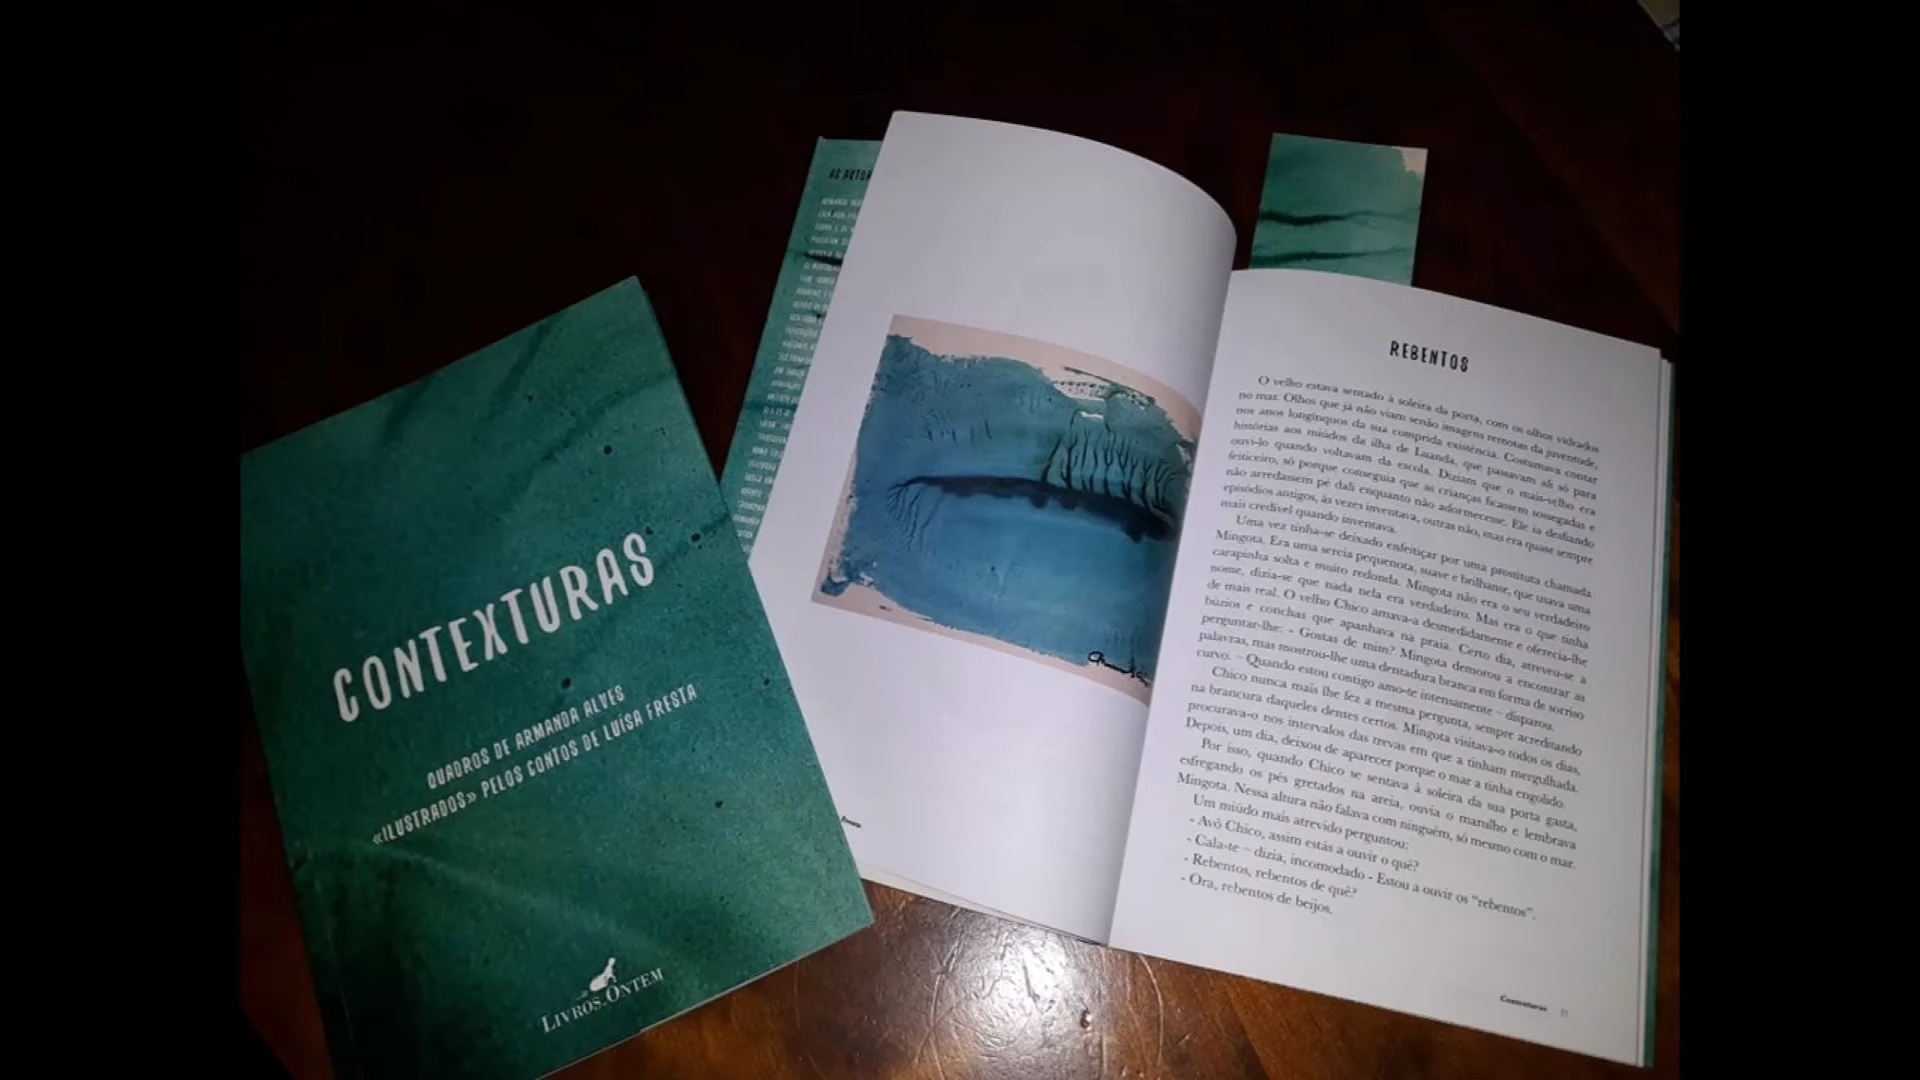 CONTEXTURAS
QUADROS DE ARMANDA ALVES
«ILUSTRADOS» PELOS CONTOS DE LUÍSA FRESTA
LIVROS ONTEM
REBENTOS
O velho estava sentado à soleira da porta, com os olhos vidrados
no mar. Olhos que já não viam senão imagens remotas da juventude,
nos anos longínquos da sua comprida existência. Costumava contar
histórias aos miúdos da ilha de Luanda, que passavam ali só para
ouvi-lo quando voltavam da escola. Diziam que o mais-velho era
feiticeiro, só porque conseguia que as crianças ficassem sossegadas e
não arredassem pé dali enquanto não adormecesse. Ele ia desfiando
episódios antigos, às vezes inventava, outras não, mas era quase sempre
mais credível quando inventava.
Uma vez tinha-se deixado enfeitiçar por uma prostituta chamada
Mingota. Era uma sereia pequenota, suave e brilhante, que usava uma
carapinha solta e muito redonda. Mingota não era o seu verdadeiro
nome, dizia-se que nada nela era verdadeiro. Mas era o que tinha
de mais real. O velho Chico amava-a desmedidamente e oferecia-lhe
búzios e conchas que apanhava na praia. Certo dia, atreveu-se a
perguntar-lhe: - Gostas de mim? Mingota demorou a encontrar as
palavras, mas mostrou-lhe uma dentadura branca em forma de sorriso
curvo. – Quando estou contigo amo-te intensamente – disparou.
Chico nunca mais lhe fez a mesma pergunta, sempre acreditando
na brancura daqueles dentes certos. Mingota visitava-o todos os dias,
procurava-o nos intervalos das trevas em que a tinham mergulhada.
Depois, um dia, deixou de aparecer porque o mar a tinha engolido.
Por isso, quando Chico se sentava à soleira da sua porta gasta,
esfregando os pés gretados na areia, ouvia o marulho e lembrava
Mingota. Nessa altura não falava com ninguém, só mesmo com o mar.
Um miúdo mais atrevido perguntou:
- Avô Chico, assim estás a ouvir o quê?
- Cala-te – dizia, incomodado - Estou a ouvir os “rebentos”.
- Rebentos, rebentos de quê?
- Ora, rebentos de beijos.
Contexturas